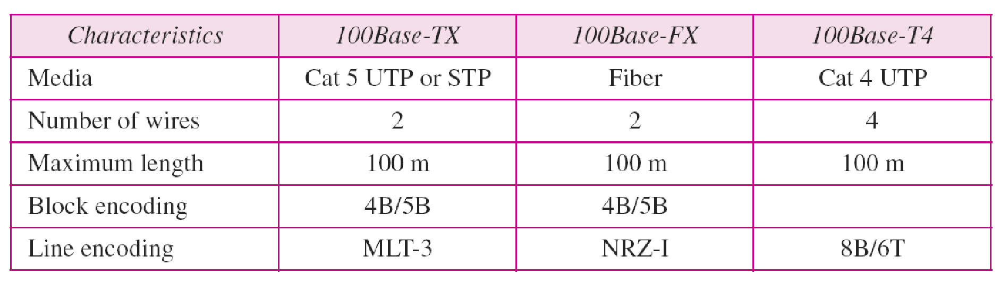 Characteristics 100Base-TX 100Base-FX 100Base-T4
Media Cat 5 UTP or STP Fiber Cat 4 UTP
Number of wires 2 2 4
Maximum length 100 m 100 m 100 m
Block encoding 4B/5B 4B/5B
Line encoding MLT-3 NRZ-I 8B/6T